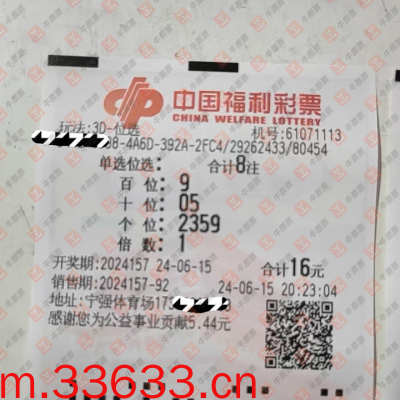 中国福利彩票
CHINA WELFARE LOTTERY
玩法:3D-位选 机号:61071113
8-4A6D-392A-2FC4/29262433/80454
单选位选: 合计8注
百 位: 9
十 位: 05
个 位: 2359
倍 数: 1
开奖期:2024157 24-06-15 合计16元
销售期:2024157-92 24-06-15 20:23:04
地址:宁强体育场173
感谢您为公益事业贡献5.44元
m.33633.cn